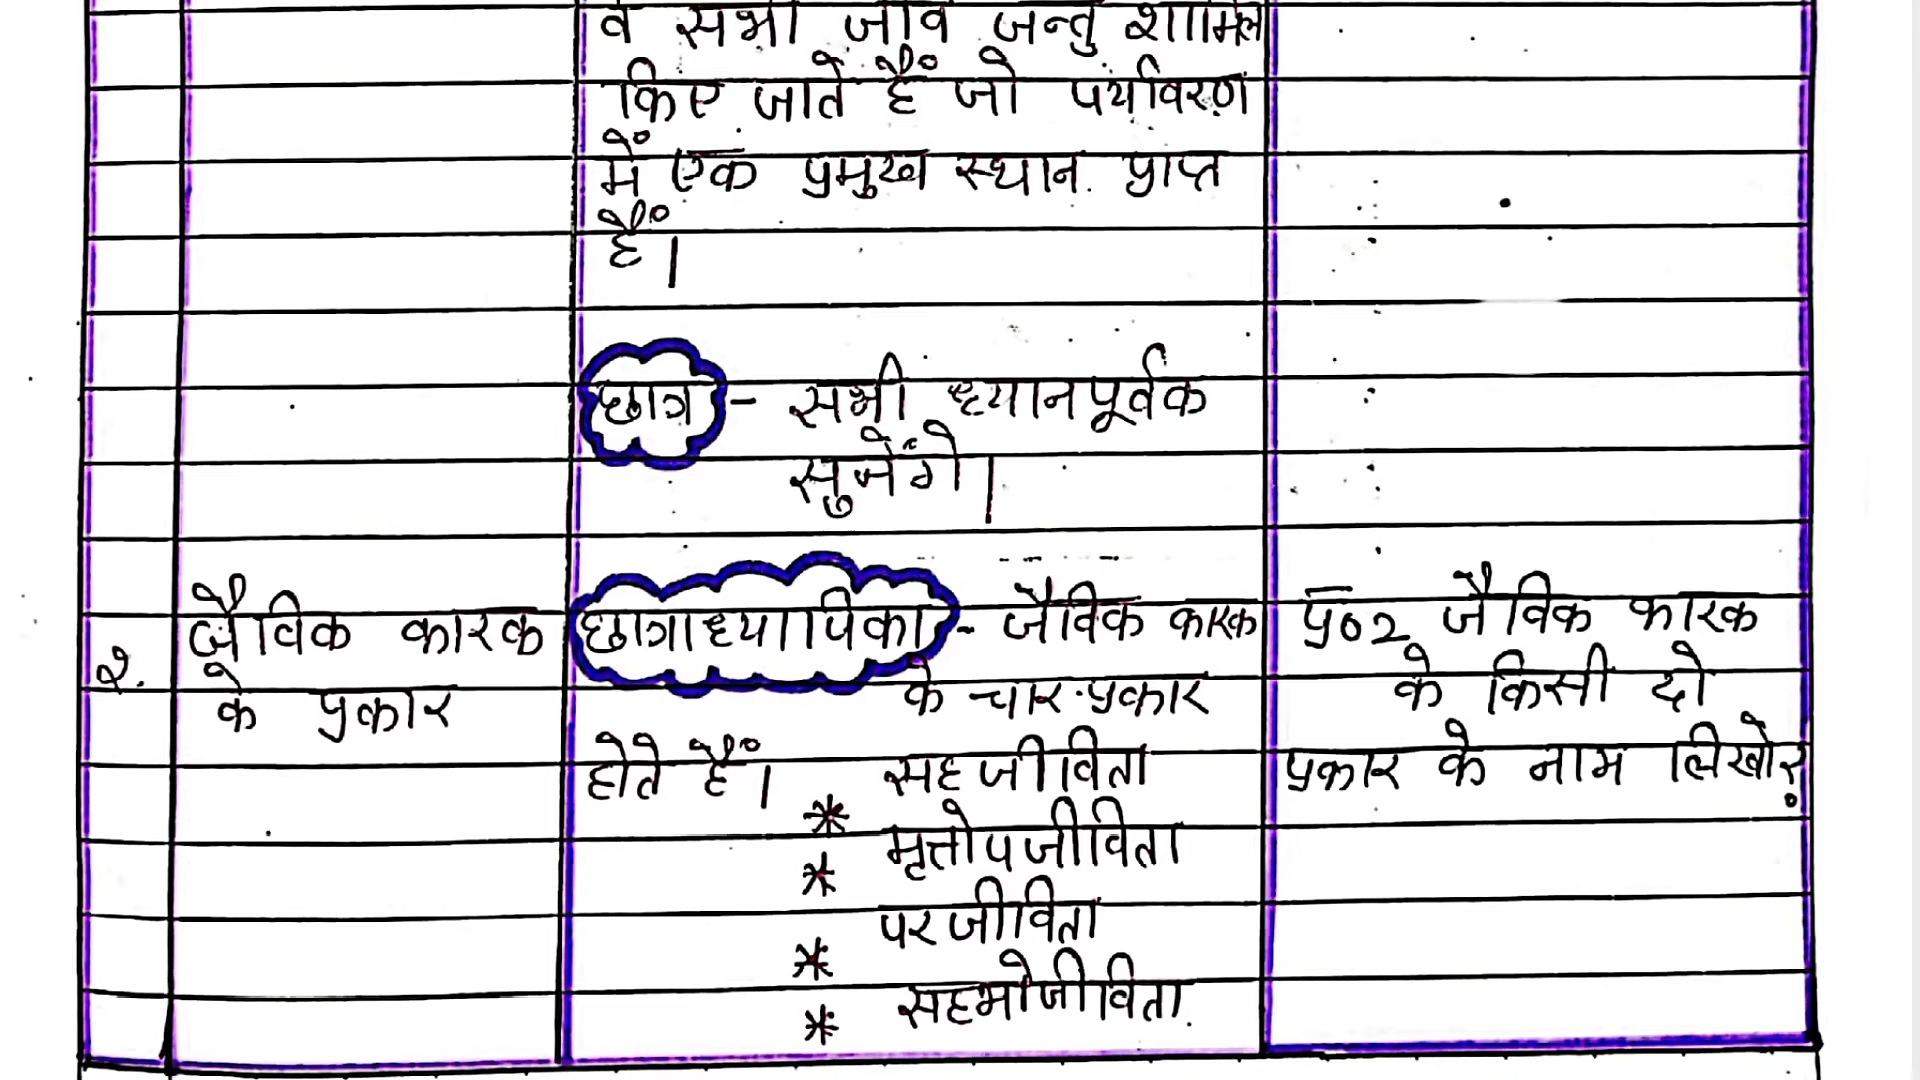 वे सभी जीव जन्तु शामिल
किए जाते हैं जो पर्यावरण
में एक प्रमुख स्थान प्राप्त
हैं।
छात्र - सभी ध्यानपूर्वक
सुनेंगे।
२. जैविक कारक के प्रकार
छात्राध्यापिका - जैविक कारक
के चार प्रकार
होते हैं।
* सहजीविता
* मृत्तोपजीविता
* परजीविता
* सहभोजीविता
प्र०2 जैविक कारक
के किसी दो
प्रकार के नाम लिखो?